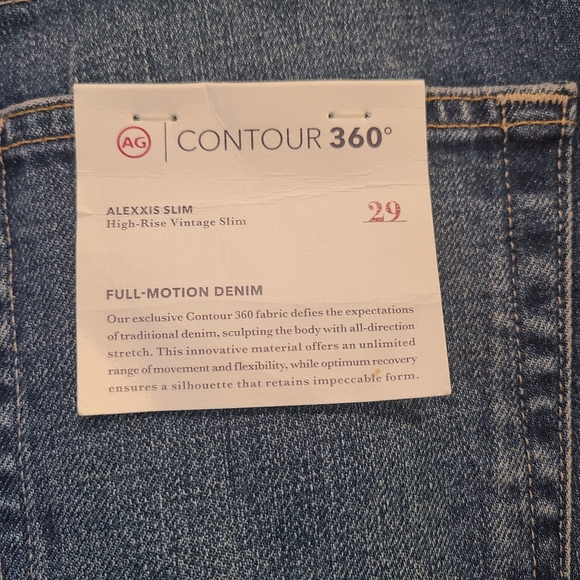 AG | CONTOUR 360°
ALEXXIS SLIM 29
High-Rise Vintage Slim
FULL-MOTION DENIM
Our exclusive Contour 360 fabric defies the expectations
of traditional denim, sculpting the body with all-direction
stretch. This innovative material offers an unlimited
range of movement and flexibility, while optimum recovery
ensures a silhouette that retains impeccable form.